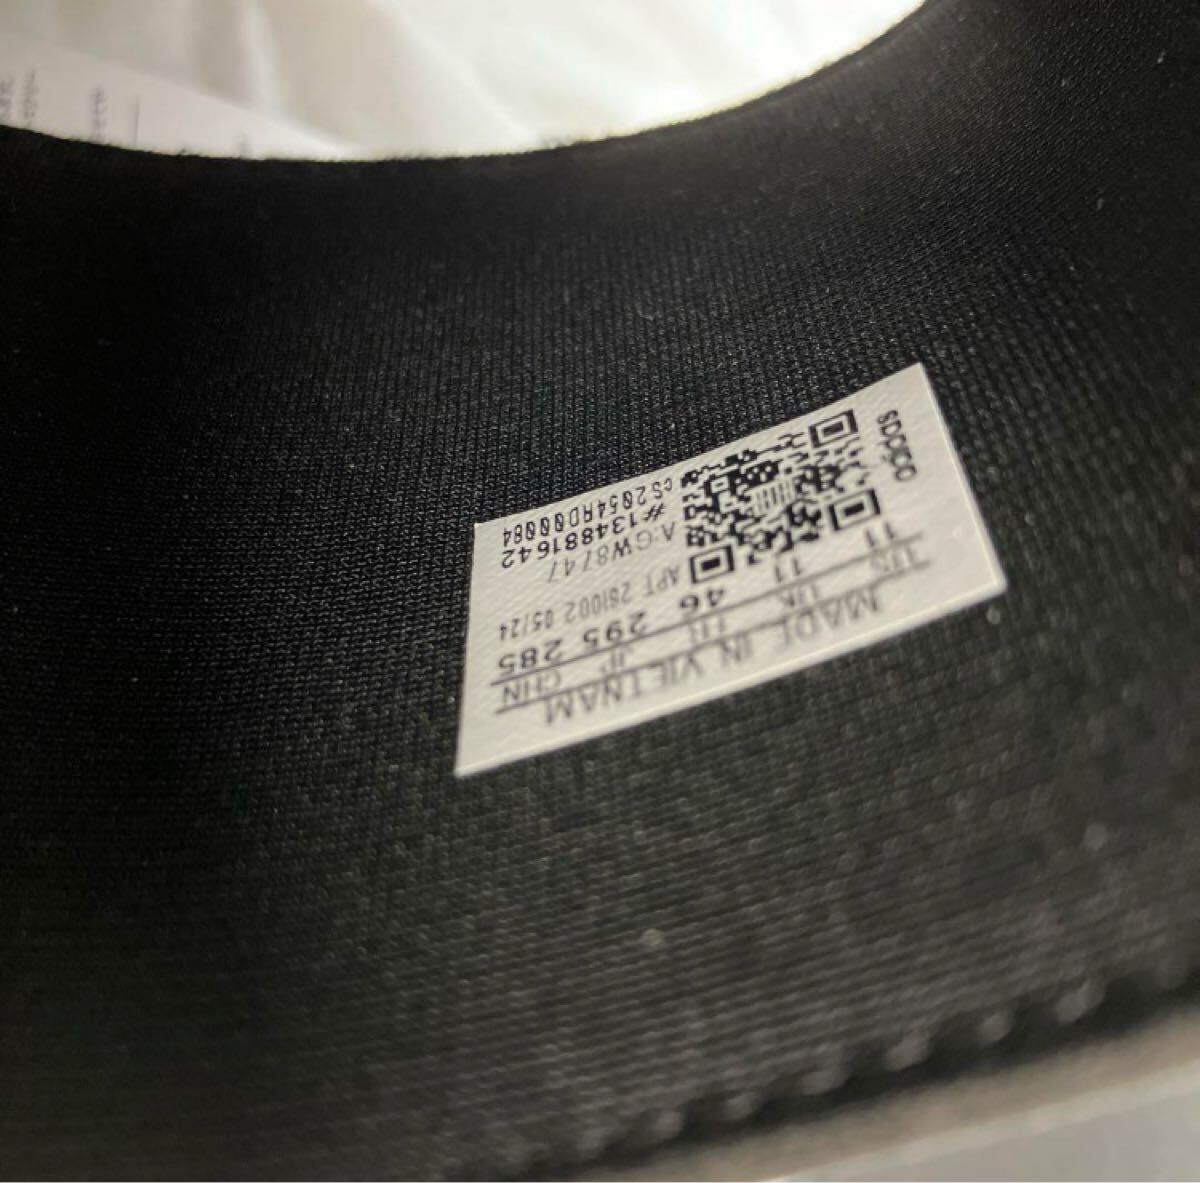 MADE IN VIETNAM
US UK FR JP CHN
11 11 46 295 285
adidas
APT 281002 05/24
A:GW8747
#134881642
cS2054RD00084